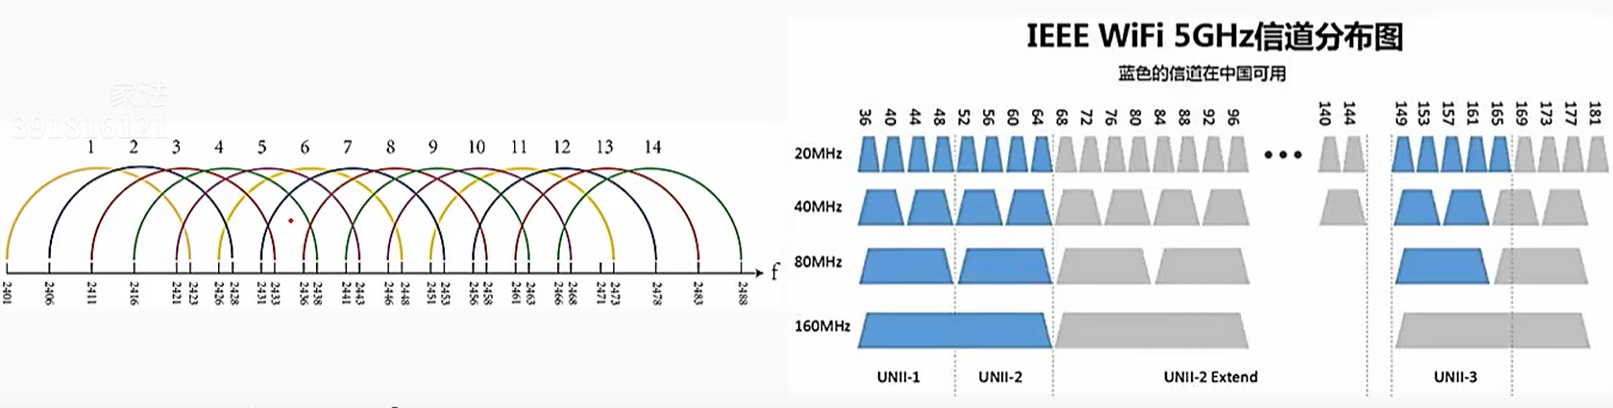 家法
391816121
1 2 3 4 5 6 7 8 9 10 11 12 13 14
f
2401 2406 2411 2416 2421 2423 2426 2428 2431 2433 2436 2438 2441 2443 2446 2448 2451 2453 2456 2458 2461 2463 2466 2468 2471 2473 2478 2483 2488
IEEE WiFi 5GHz信道分布图
蓝色的信道在中国可用
36 40 44 48 52 56 60 64 68 72 76 80 84 88 92 96 140 144 149 153 157 161 165 169 173 177 181
20MHz
40MHz
80MHz
160MHz
UNII-1 UNII-2 UNII-2 Extend UNII-3